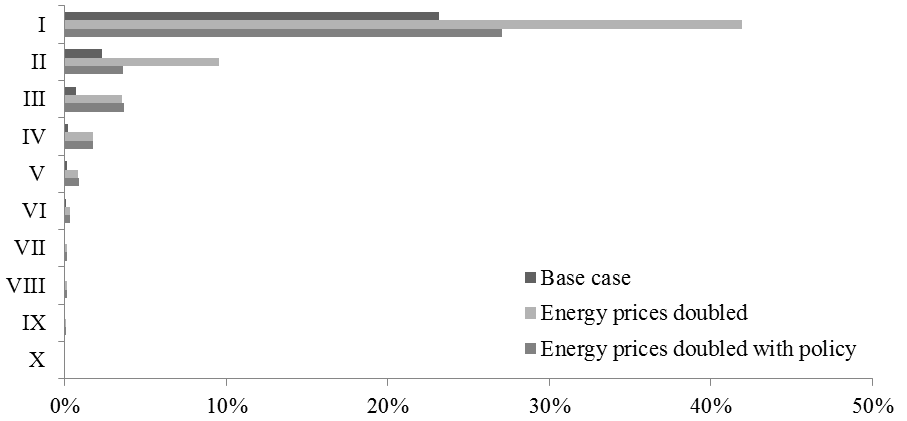 I
II
III
IV
V
VI
VII
VIII
IX
X
Base case
Energy prices doubled
Energy prices doubled with policy
0% 10% 20% 30% 40% 50%